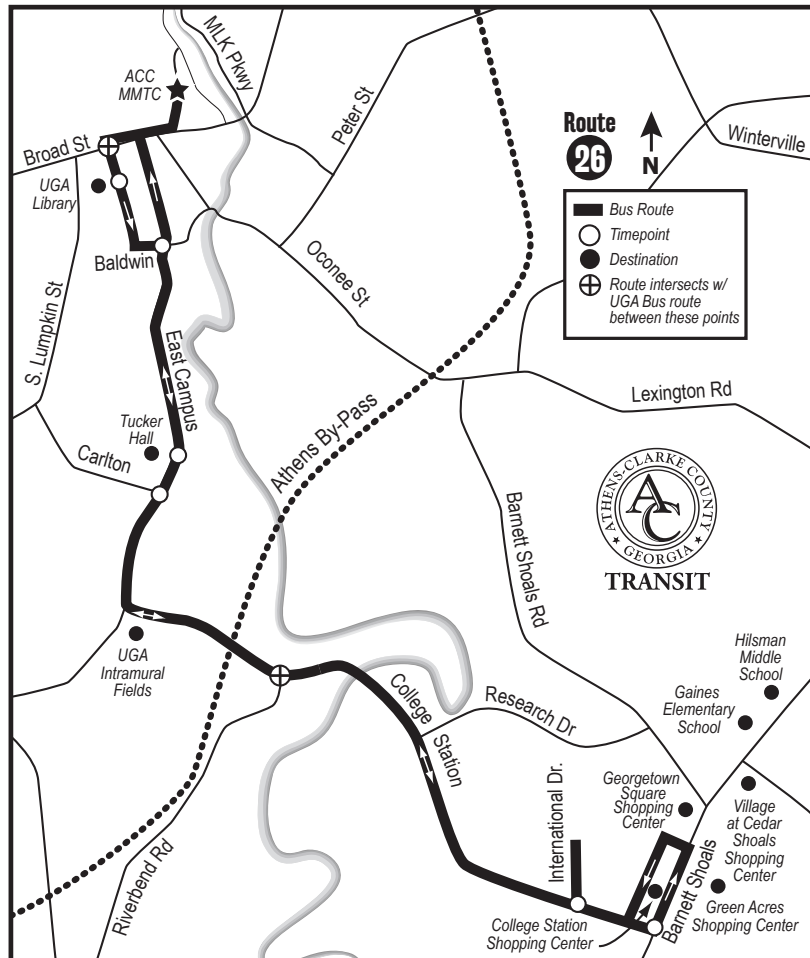 MLK Pkwy
ACC
MMTC
Peter St
Route
26
N
Winterville
Broad St
UGA
Library
Bus Route
Timepoint
Destination
Route intersects w/
UGA Bus route
between these points
Baldwin
Oconee St
S. Lumpkin St
East Campus
Lexington Rd
Tucker
Hall
Carlton
Athens By-Pass
ATHENS-CLARKE COUNTY
AC
GEORGIA
TRANSIT
Barnett Shoals Rd
UGA
Intramural
Fields
Hilsman
Middle
School
Gaines
Elementary
School
College
Station
Research Dr
Georgetown
Square
Shopping
Center
Village
at Cedar
Shoals
Shopping
Center
International Dr.
Riverbend Rd
Barnett Shoals
Green Acres
Shopping Center
College Station
Shopping Center